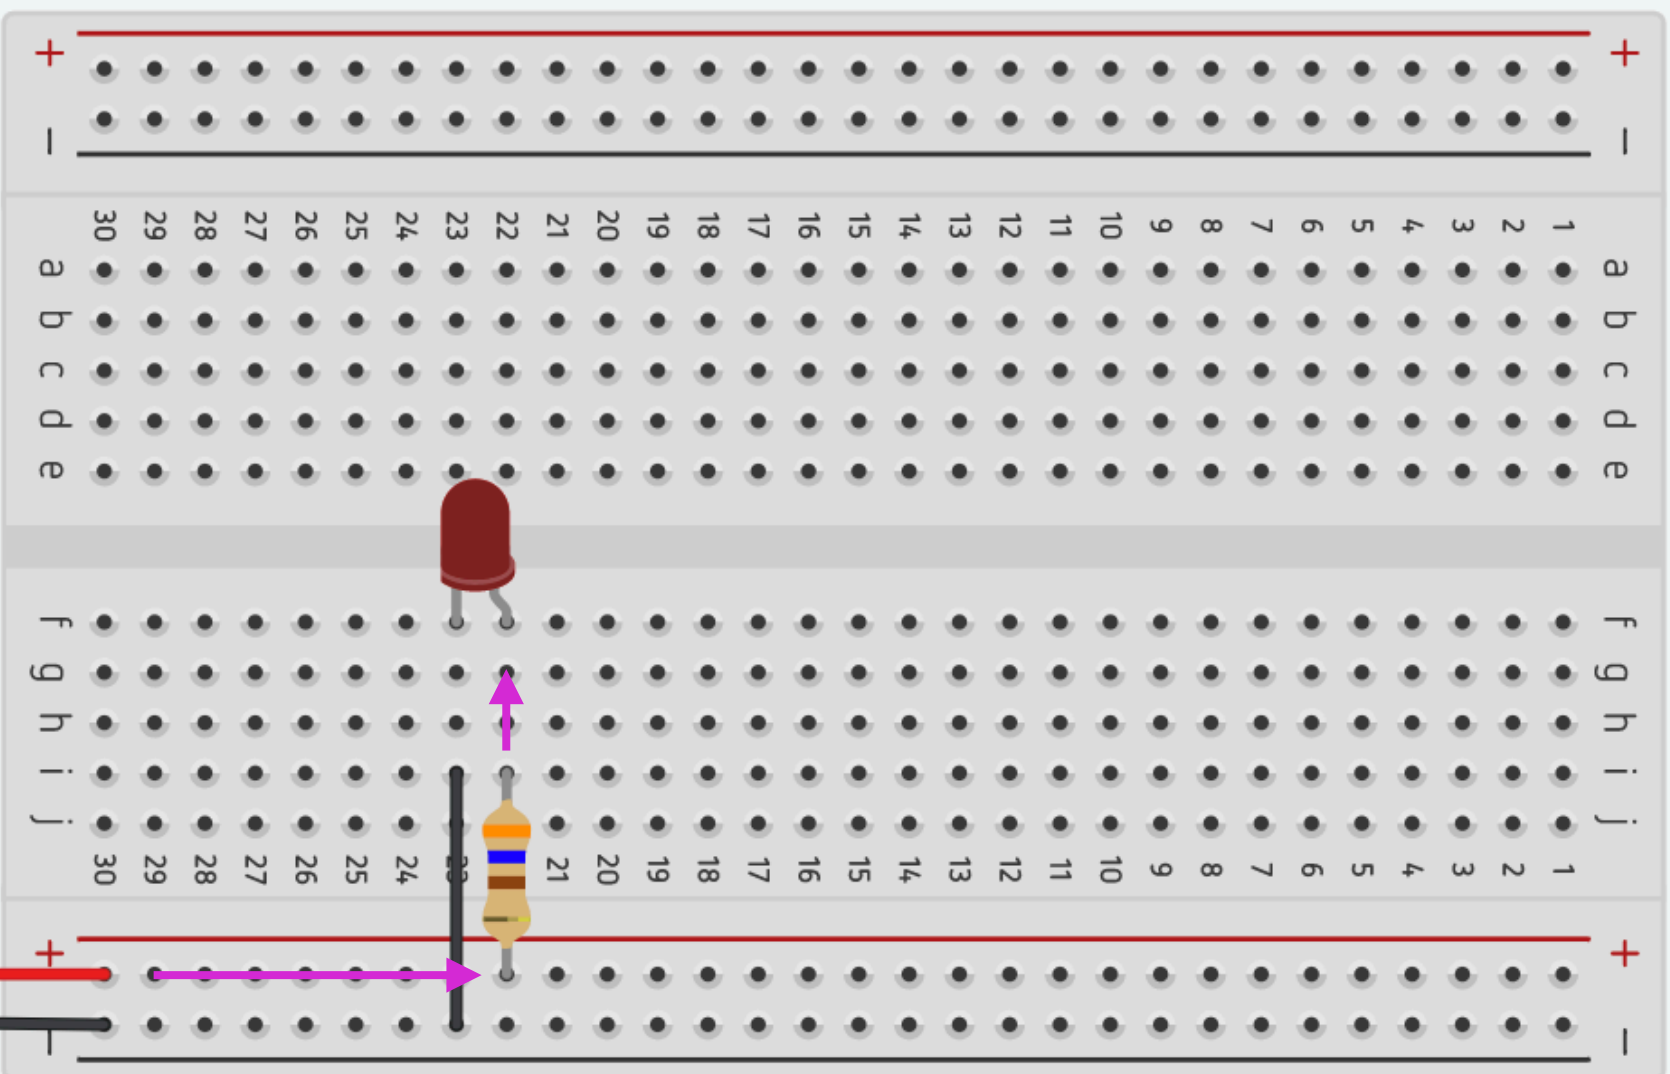 + +
− −
30 29 28 27 26 25 24 23 22 21 20 19 18 17 16 15 14 13 12 11 10 9 8 7 6 5 4 3 2 1
a a
b b
c c
d d
e e
f f
g g
h h
i i
j j
30 29 28 27 26 25 24 22 21 20 19 18 17 16 15 14 13 12 11 10 9 8 7 6 5 4 3 2 1
+ +
− −